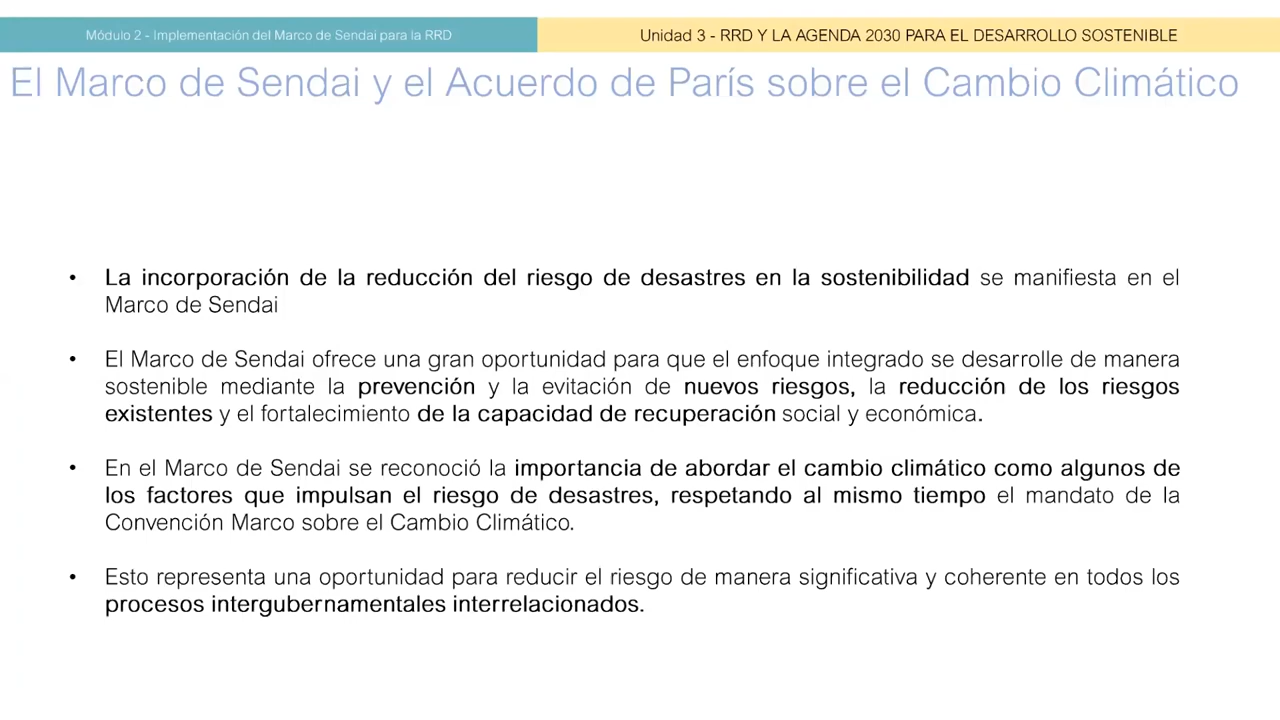 Módulo 2 - Implementación del Marco de Sendai para la RRD
Unidad 3 - RRD Y LA AGENDA 2030 PARA EL DESARROLLO SOSTENIBLE
El Marco de Sendai y el Acuerdo de París sobre el Cambio Climático
• La incorporación de la reducción del riesgo de desastres en la sostenibilidad se manifiesta en el
Marco de Sendai
• El Marco de Sendai ofrece una gran oportunidad para que el enfoque integrado se desarrolle de manera
sostenible mediante la prevención y la evitación de nuevos riesgos, la reducción de los riesgos
existentes y el fortalecimiento de la capacidad de recuperación social y económica.
• En el Marco de Sendai se reconoció la importancia de abordar el cambio climático como algunos de
los factores que impulsan el riesgo de desastres, respetando al mismo tiempo el mandato de la
Convención Marco sobre el Cambio Climático.
• Esto representa una oportunidad para reducir el riesgo de manera significativa y coherente en todos los
procesos intergubernamentales interrelacionados.